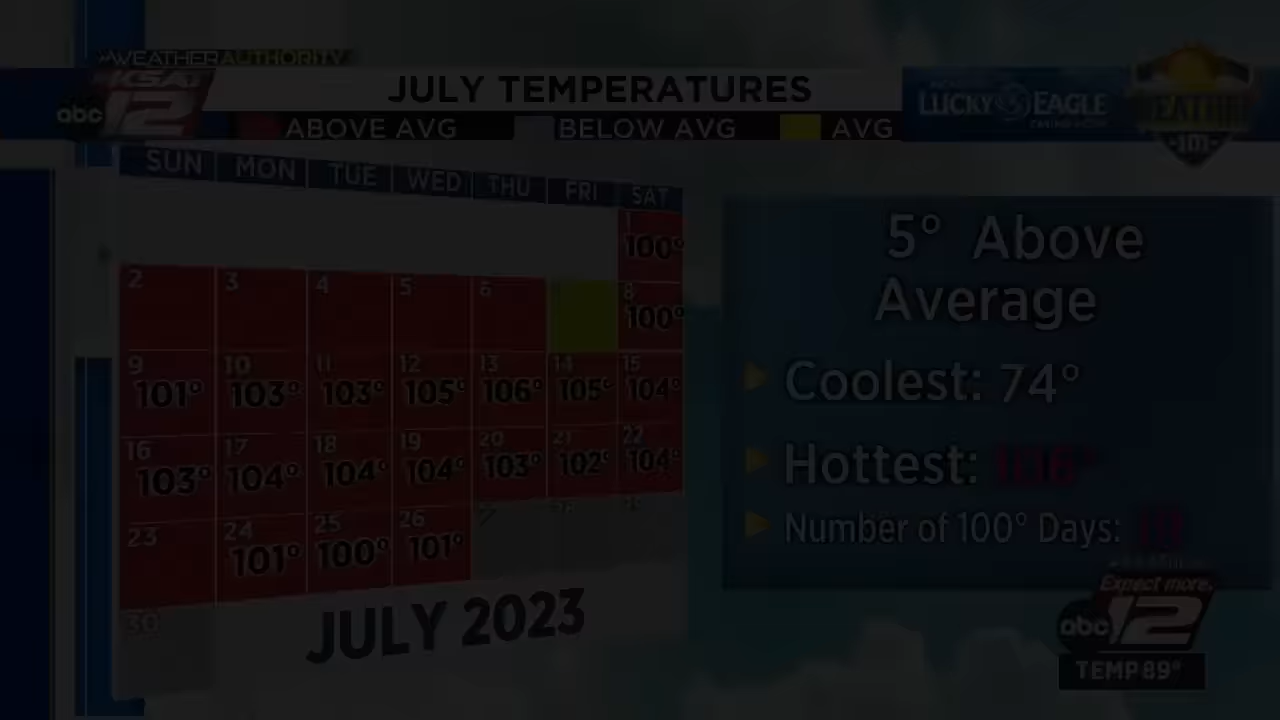 WEATHERAUTHORITY
KSAT
abc 12
JULY TEMPERATURES
LUCKY EAGLE
WEATHER
101
ABOVE AVG BELOW AVG AVG
SUN MON TUE WED THU FRI SAT
1
100°
2 3 4 5 6 8
100°
9 10 11 12 13 14 15
101° 103° 103° 105° 106° 105° 104°
16 17 18 19 20 21 22
103° 104° 104° 104° 103° 102° 104°
23 24 25 26
101° 100° 101°
30
JULY 2023
5° Above
Average
Coolest: 74°
Hottest: 106°
Number of 100° Days:
Expect more.
abc 12
TEMP 89°